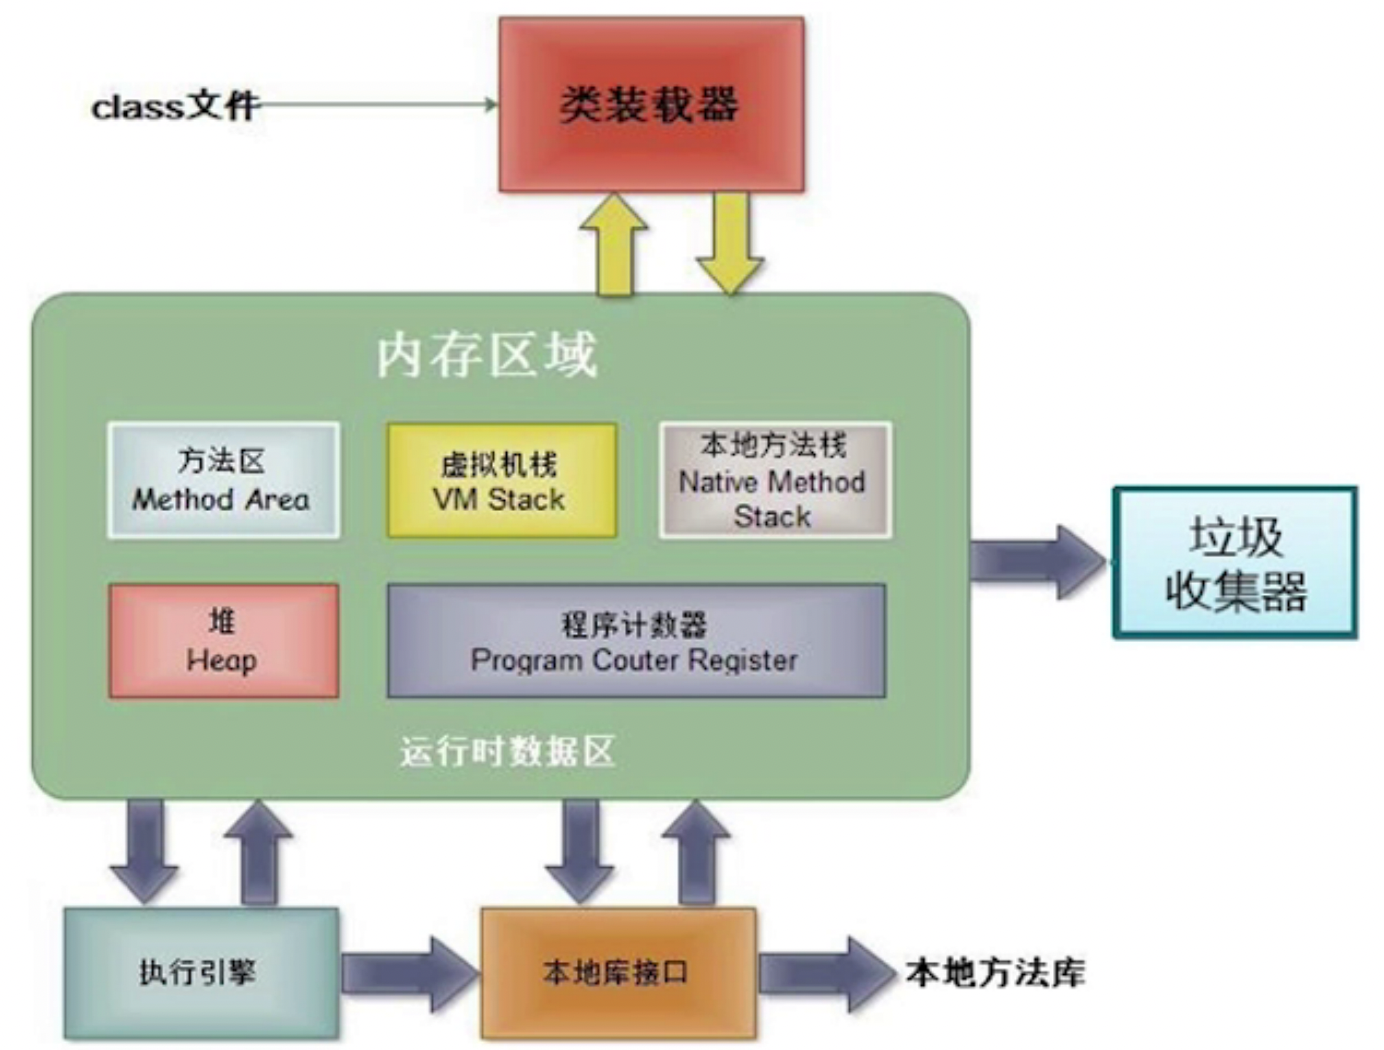 类装载器
class文件
内存区域
方法区
Method Area
虚拟机栈
VM Stack
本地方法栈
Native Method
Stack
垃圾
收集器
堆
Heap
程序计数器
Program Couter Register
运行时数据区
执行引擎
本地库接口
本地方法库